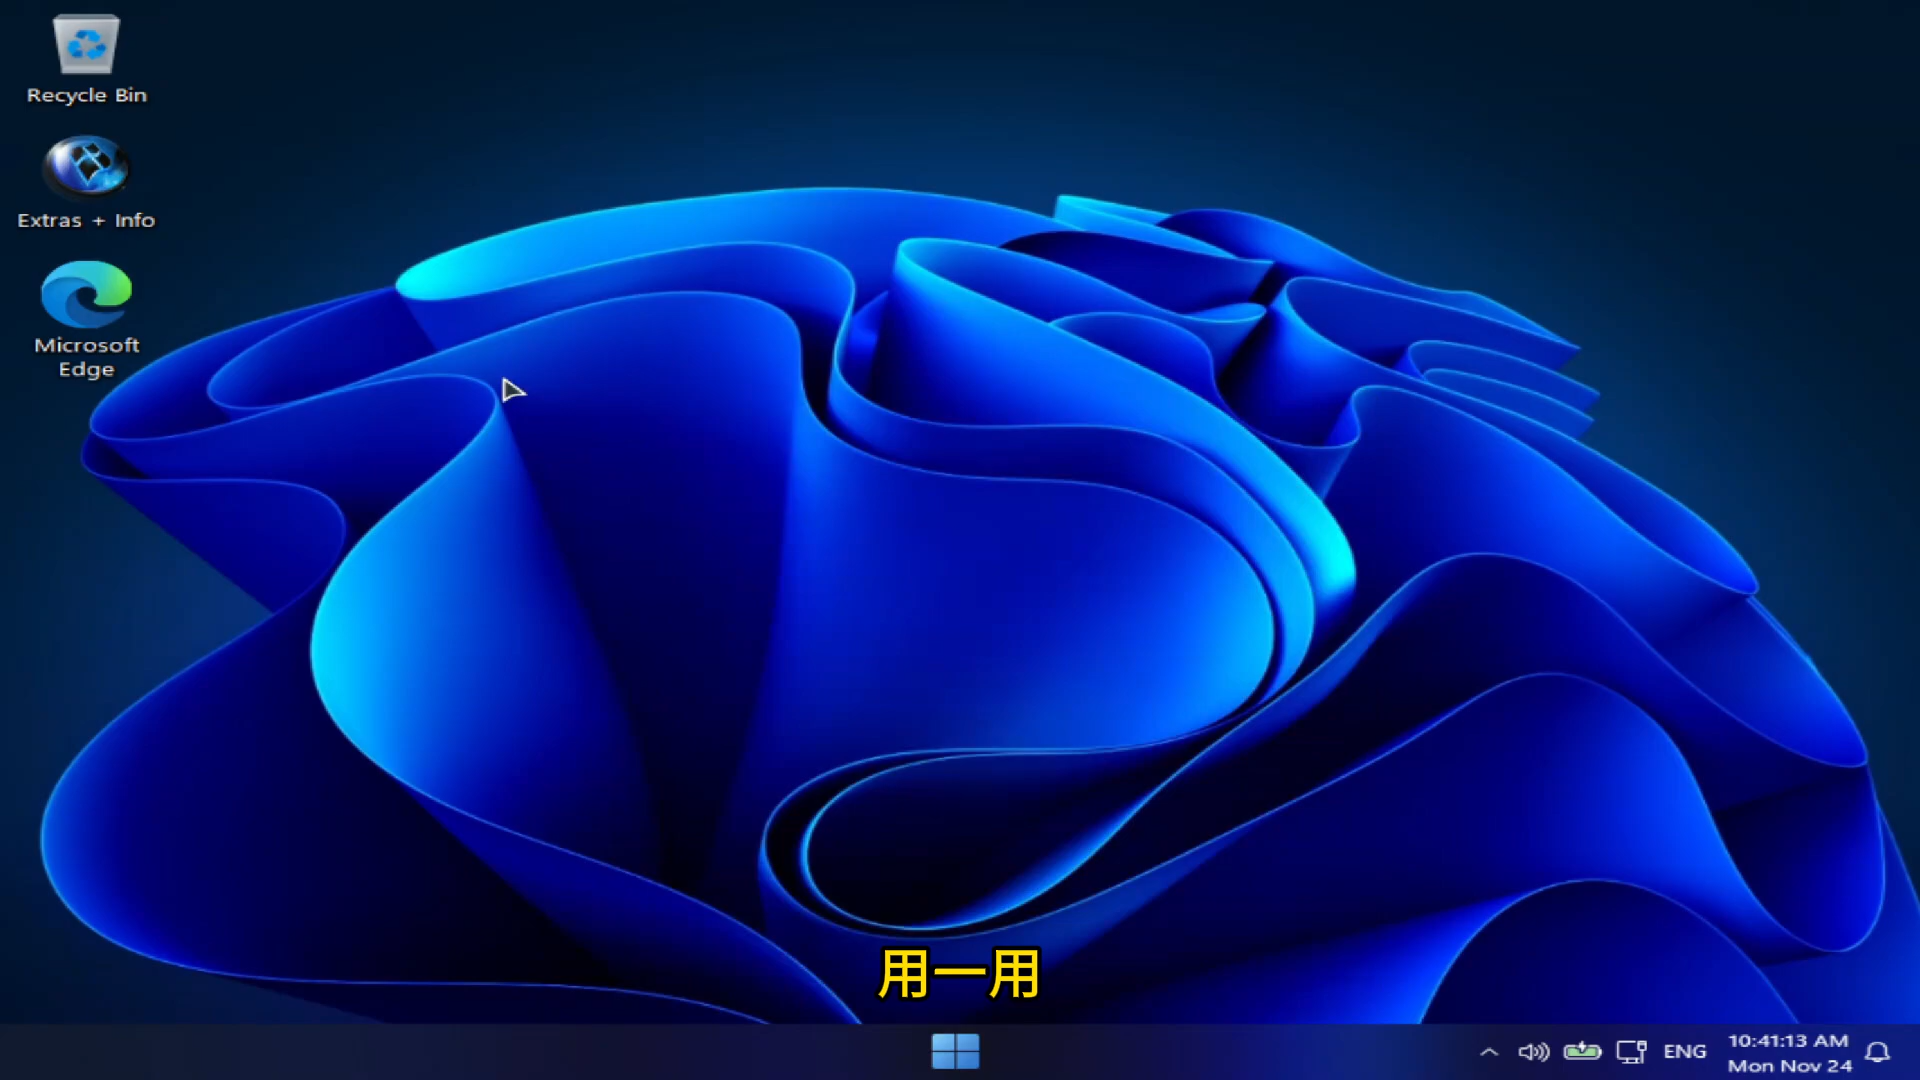 Recycle Bin
Extras + Info
Microsoft
Edge
用一用
ENG
10:41:13 AM
Mon Nov 24